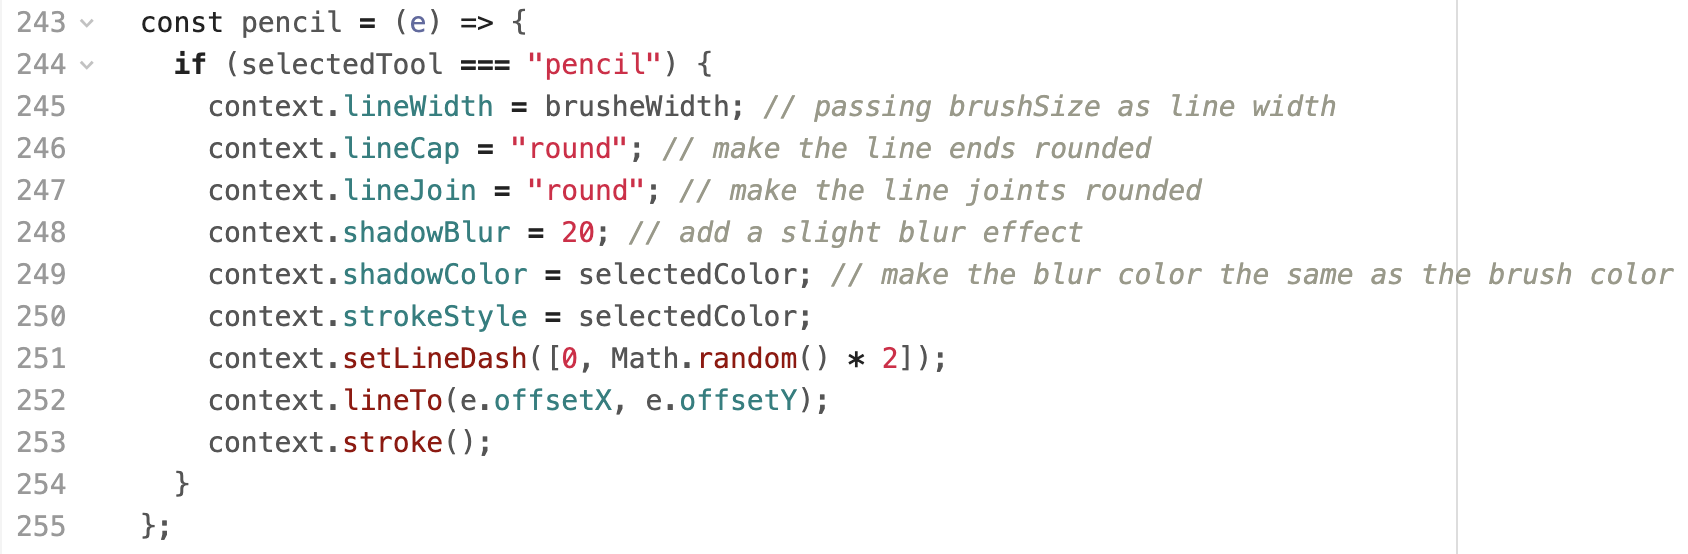 243 const pencil = (e) => {
244 if (selectedTool === "pencil") {
245 context.lineWidth = brusheWidth; // passing brushSize as line width
246 context.lineCap = "round"; // make the line ends rounded
247 context.lineJoin = "round"; // make the line joints rounded
248 context.shadowBlur = 20; // add a slight blur effect
249 context.shadowColor = selectedColor; // make the blur color the same as the brush color
250 context.strokeStyle = selectedColor;
251 context.setLineDash([0, Math.random() * 2]);
252 context.lineTo(e.offsetX, e.offsetY);
253 context.stroke();
254 }
255 };